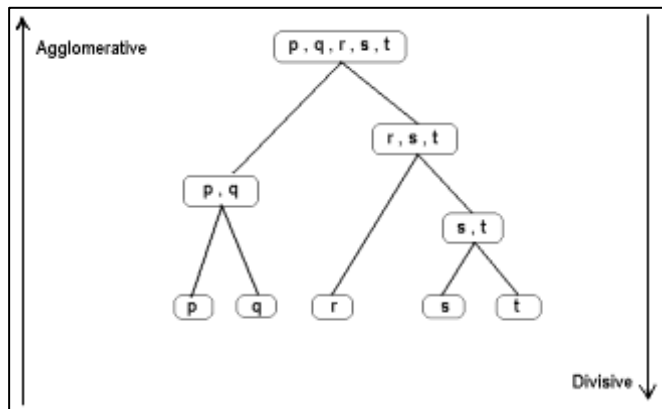 Agglomerative
p , q , r , s , t
r , s , t
p , q
s , t
p
q
r
s
t
Divisive